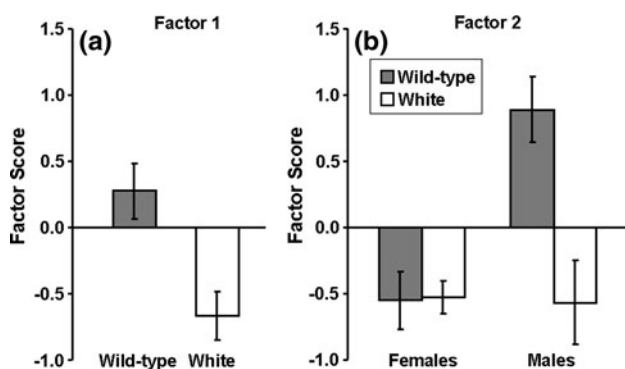 Factor 1
(a)
Factor Score
1.5
1.0
0.5
0.0
-0.5
-1.0
Wild-type White
Factor 2
(b)
Wild-type
White
Factor Score
1.5
1.0
0.5
0.0
-0.5
-1.0
Females Males